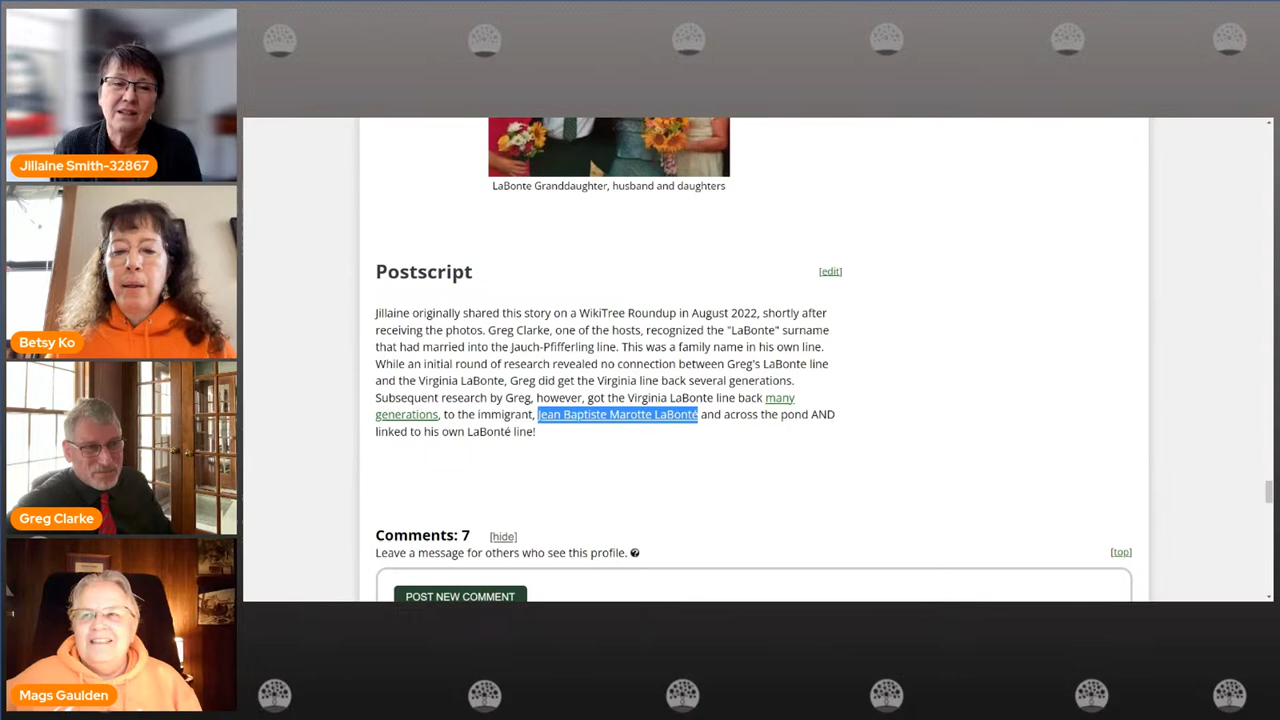 Jillaine Smith-32867
Betsy Ko
Greg Clarke
Mags Gaulden
LaBonte Granddaughter, husband and daughters
Postscript
[edit]
Jillaine originally shared this story on a WikiTree Roundup in August 2022, shortly after
receiving the photos. Greg Clarke, one of the hosts, recognized the "LaBonte" surname
that had married into the Jauch-Pfifferling line. This was a family name in his own line.
While an initial round of research revealed no connection between Greg's LaBonte line
and the Virginia LaBonte, Greg did get the Virginia line back several generations.
Subsequent research by Greg, however, got the Virginia LaBonte line back many
generations, to the immigrant, Jean Baptiste Marotte LaBonté and across the pond AND
linked to his own LaBonté line!
Comments: 7 [hide]
Leave a message for others who see this profile.
[top]
POST NEW COMMENT